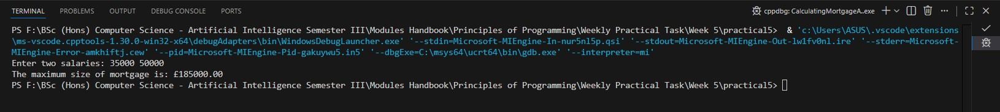 TERMINAL PROBLEMS OUTPUT DEBUG CONSOLE PORTS cppdbg: CalculatingMortgageA..exe
PS F:\BSc (Hons) Computer Science - Artificial Intelligence Semester III\Modules Handbook\Principles of Programming\Weekly Practical Task\Week 5\practical5>  & 'c:\Users\ASUS\.vscode\extensions
\ms-vscode.cpptools-1.30.0-win32-x64\debugAdapters\bin\WindowsDebugLauncher.exe' '--stdin=Microsoft-MIEngine-In-nur5nl5p.qsi' '--stdout=Microsoft-MIEngine-Out-lw1fv0nl.ire' '--stderr=Microsoft-
MIEngine-Error-amkhiftj.cew' '--pid=Microsoft-MIEngine-Pid-gakuywu5.in5' '--dbgExe=C:\msys64\ucrt64\bin\gdb.exe' '--interpreter=mi'
Enter two salaries: 35000 50000
The maximum size of mortgage is: £185000.00
PS F:\BSc (Hons) Computer Science - Artificial Intelligence Semester III\Modules Handbook\Principles of Programming\Weekly Practical Task\Week 5\practical5>